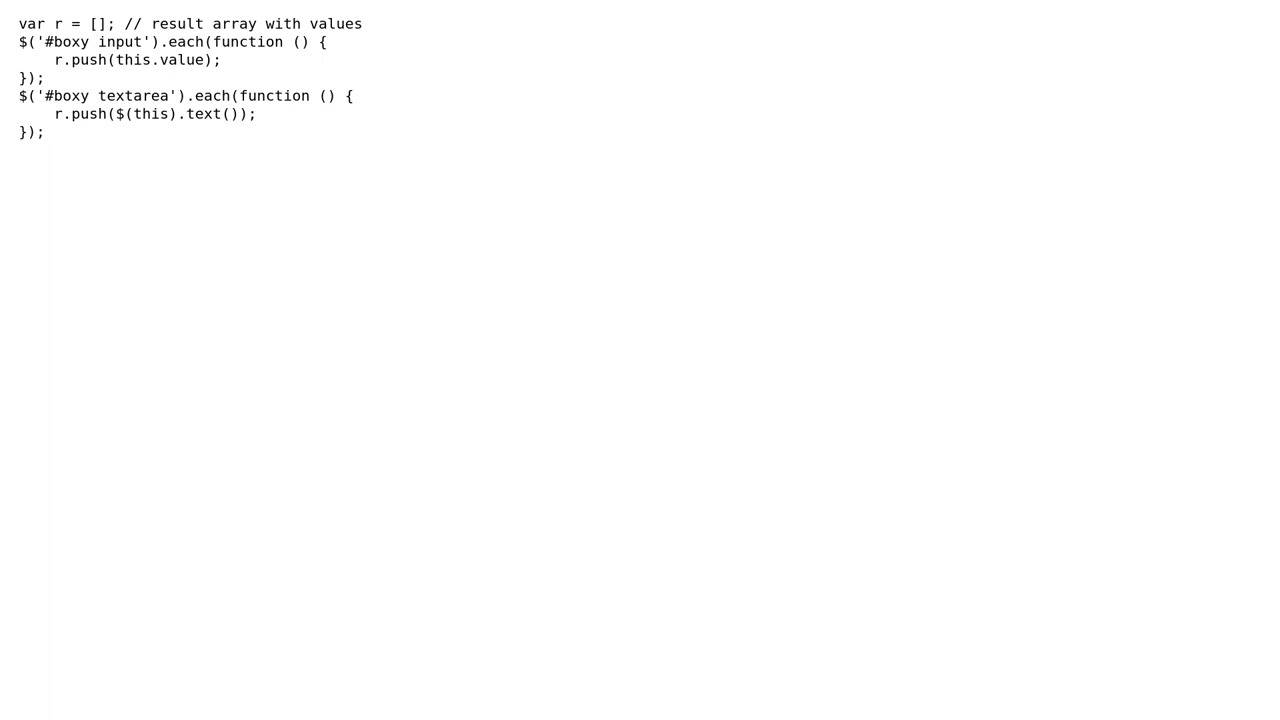 var r = []; // result array with values
$('#boxy input').each(function () {
    r.push(this.value);
});
$('#boxy textarea').each(function () {
    r.push($(this).text());
});